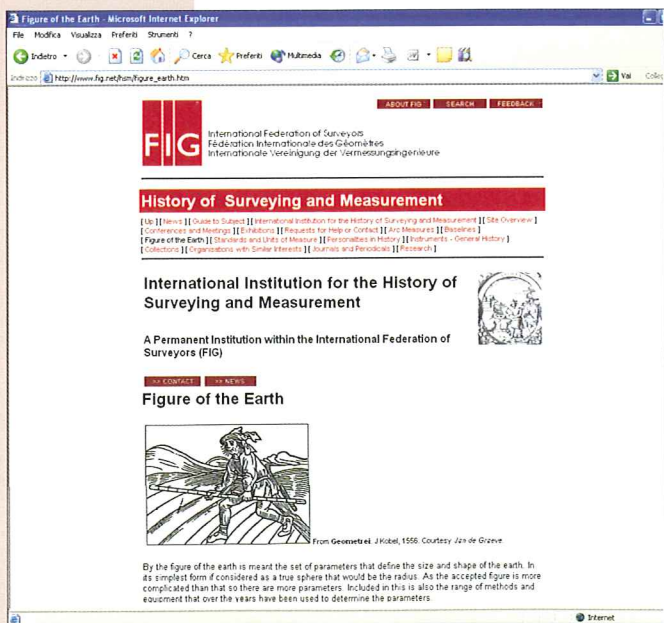 Figure of the Earth - Microsoft Internet Explorer
File Modifica Visualizza Preferiti Strumenti ?
Indietro Cerca Preferiti Multimedia
Indirizzo http://www.fig.net/hsm/figure_earth.htm Vai
ABOUT FIG SEARCH FEEDBACK
FIG
International Federation of Surveyors
Fédération Internationale des Géomètres
Internationale Vereinigung der Vermessungsingenieure
History of Surveying and Measurement
[ Up ] [ News ] [ Guide to Subject ] [ International Institution for the History of Surveying and Measurement ] [ Site Overview ]
[ Conferences and Meetings ] [ Exhibitions ] [ Requests for Help or Contact ] [ Arc Measures ] [ Baselines ]
[ Figure of the Earth ] [ Standards and Units of Measure ] [ Personalities in History ] [ Instruments - General History ]
[ Collections ] [ Organisations with Similar Interests ] [ Journals and Periodicals ] [ Research ]
International Institution for the History of
Surveying and Measurement
A Permanent Institution within the International Federation of
Surveyors (FIG)
>> CONTACT >> NEWS
Figure of the Earth
From Geometrei. J Kobel, 1556. Courtesy Jan de Graeve
By the figure of the earth is meant the set of parameters that define the size and shape of the earth. In
its simplest form if considered as a true sphere that would be the radius. As the accepted figure is more
complicated than that so there are more parameters. Included in this is also the range of methods and
equipment that over the years have been used to determine the parameters.
Internet